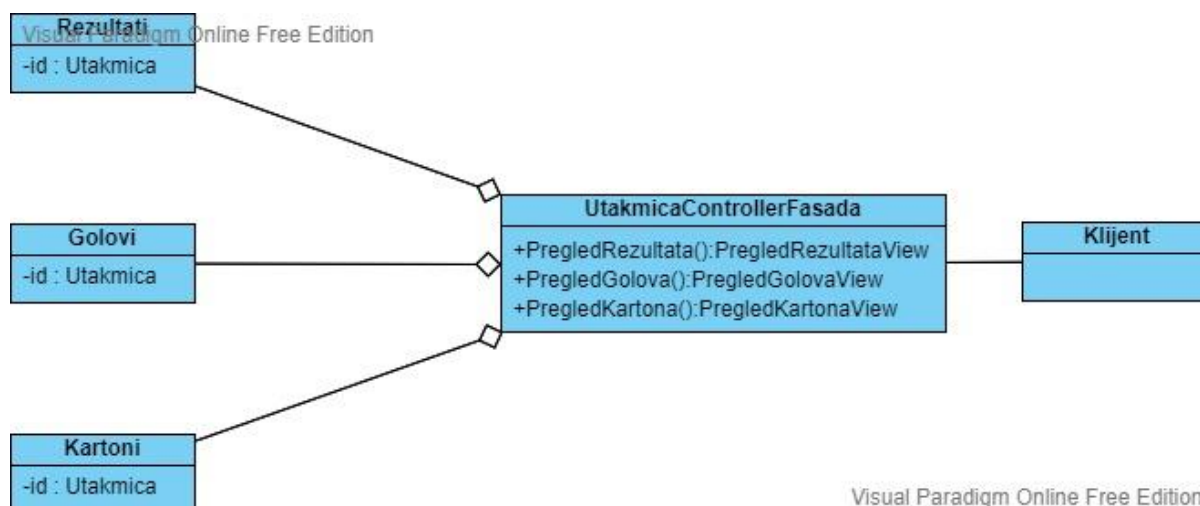 Rezultati
Visual Paradigm Online Free Edition
-id : Utakmica
Golovi
-id : Utakmica
Kartoni
-id : Utakmica
UtakmicaControllerFasada
+PregledRezultata():PregledRezultataView
+PregledGolova():PregledGolovaView
+PregledKartona():PregledKartonaView
Klijent
Visual Paradigm Online Free Edition